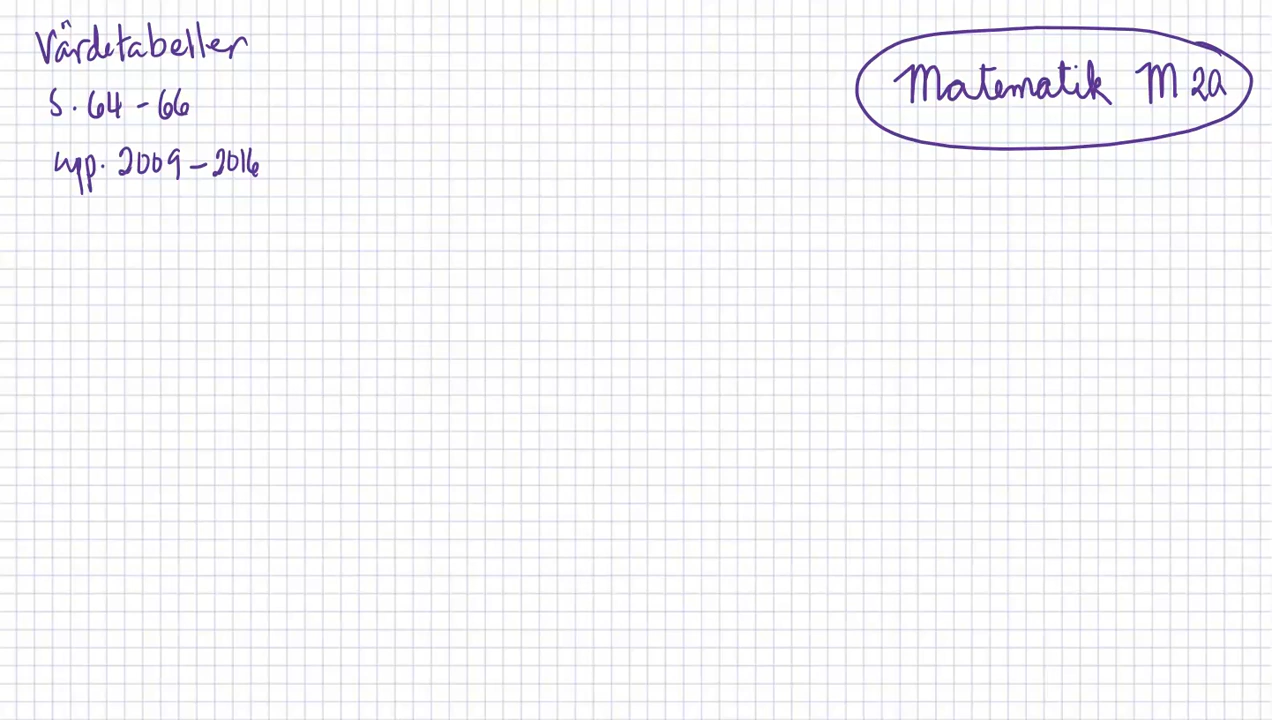 Värdetabeller
S. 64 - 66
upp. 2009 - 2016
Matematik M 2a